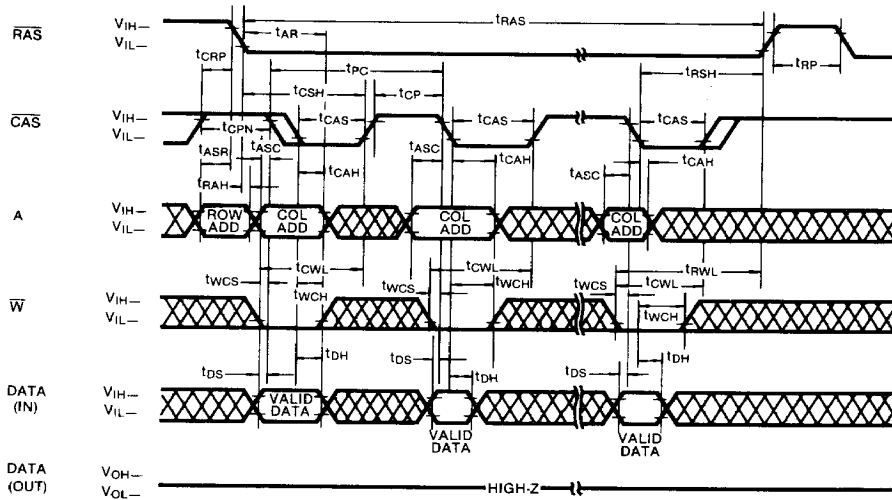 RAS VIH— VIL—
tAR tRAS tCRP tPC tRSH tRP
tCSH tCP
CAS VIH— VIL—
tCPN tCAS tCAS tCAS
tASR tASC tASC tCAH tCAH tASC tCAH
tRAH
A VIH— VIL—
ROW ADD
COL ADD
COL ADD
COL ADD
tCWL tCWL tRWL
tWCS tWCH tWCS tWCH tWCS tCWL
tWCH
W VIH— VIL—
tDS tDH tDS tDH tDS tDH
DATA (IN) VIH— VIL—
VALID DATA
VALID DATA
VALID DATA
DATA (OUT) VOH— VOL—
HIGH-Z